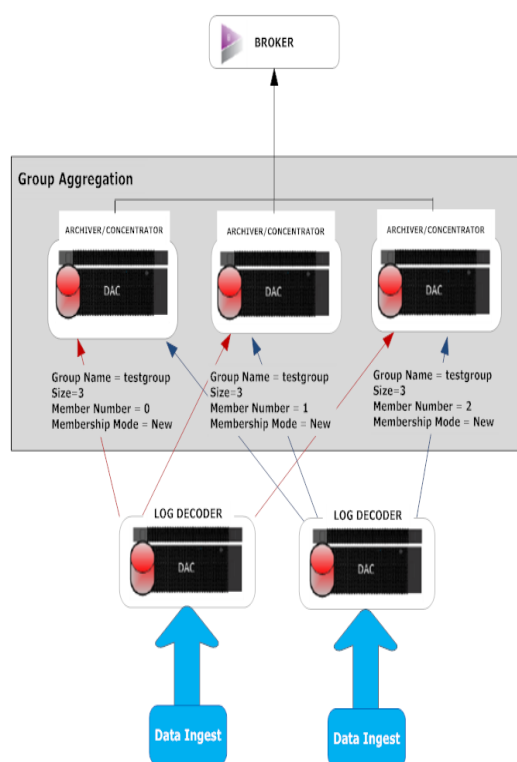 BROKER
Group Aggregation
ARCHIVER/CONCENTRATOR
ARCHIVER/CONCENTRATOR
ARCHIVER/CONCENTRATOR
DAC
DAC
DAC
Group Name = testgroup
Size=3
Member Number = 0
Membership Mode = New
Group Name = testgroup
Size=3
Member Number = 1
Membership Mode = New
Group Name = testgroup
Size=3
Member Number = 2
Membership Mode = New
LOG DECODER
LOG DECODER
DAC
DAC
Data Ingest
Data Ingest